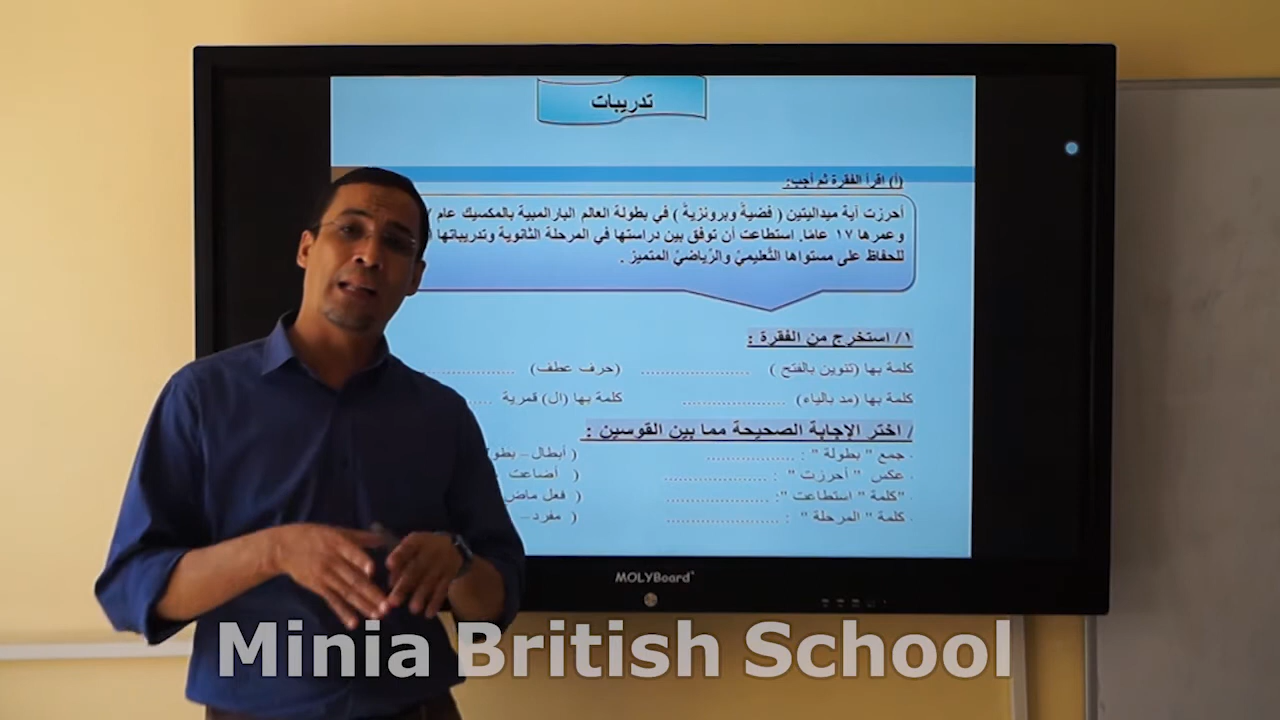 تدريبات
(أ) اقرأ الفقرة ثم أجب:
أحرزت آية ميداليتين ( فضيةً وبرونزيةً ) في بطولة العالم البارالمبية بالمكسيك عام
وعمرها ١٧ عامًا. استطاعت أن توفق بين دراستها في المرحلة الثانوية وتدريباتها
للحفاظ على مستواها التَّعليميِّ والرِّياضيِّ المتميز .
١/ استخرج من الفقرة :
كلمة بها (تنوين بالفتح ) .................... (حرف عطف) ....................
كلمة بها (مد بالياء) .................... كلمة بها (ال) قمرية .....
/ اختر الإجابة الصحيحة مما بين القوسين :
جمع " بطولة " : .................... ( أبطال –
عكس " أحرزت " : .................... ( أضاعت
"كلمة " استطاعت ": .................... ( فعل ماض
كلمة " المرحلة " : .................... ( مفرد –
MOLYBoard
Minia British School